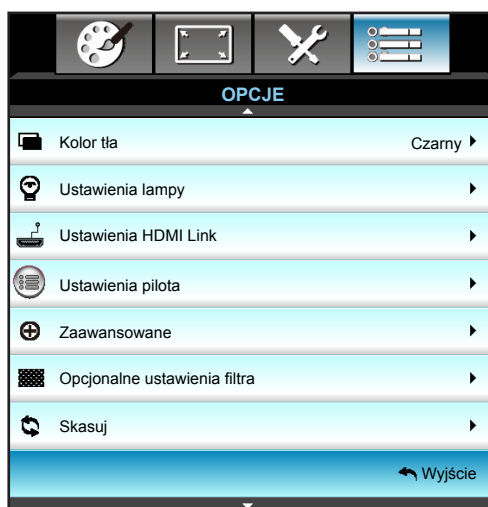 OPCJE
Kolor tła Czarny
Ustawienia lampy
Ustawienia HDMI Link
Ustawienia pilota
Zaawansowane
Opcjonalne ustawienia filtra
Skasuj
Wyjście